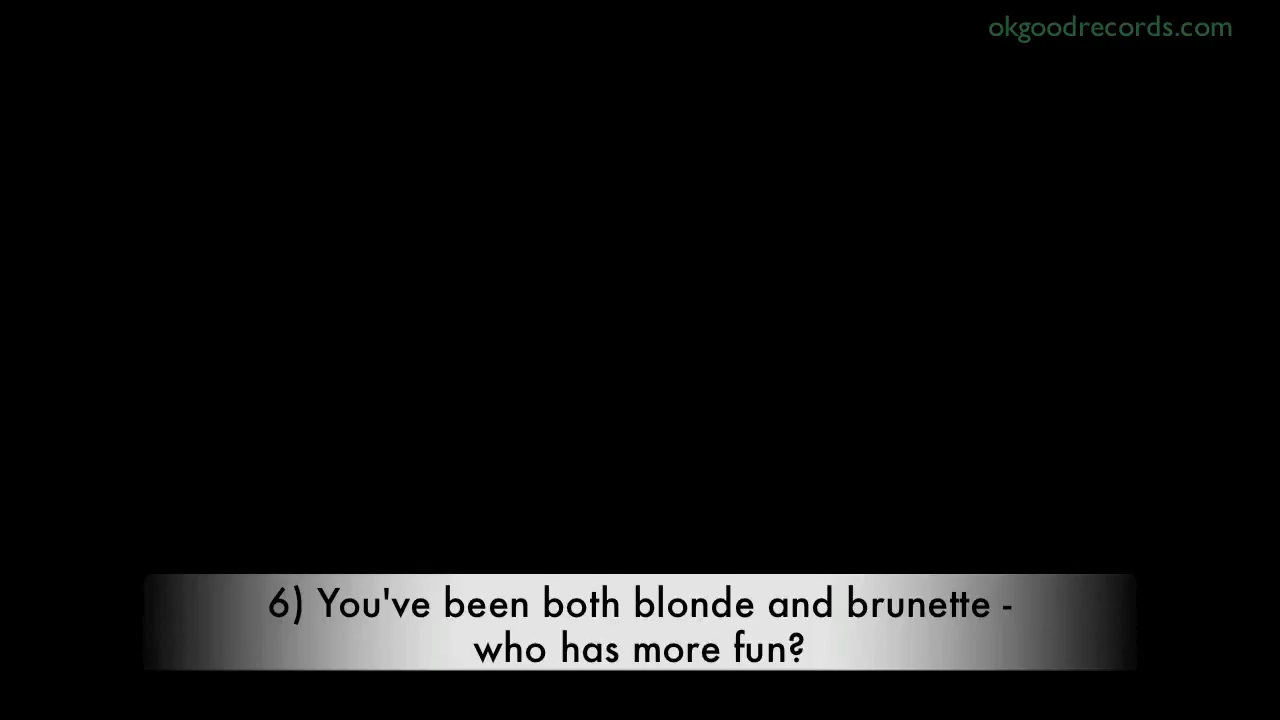 okgoodrecords.com
6) You've been both blonde and brunette -
who has more fun?